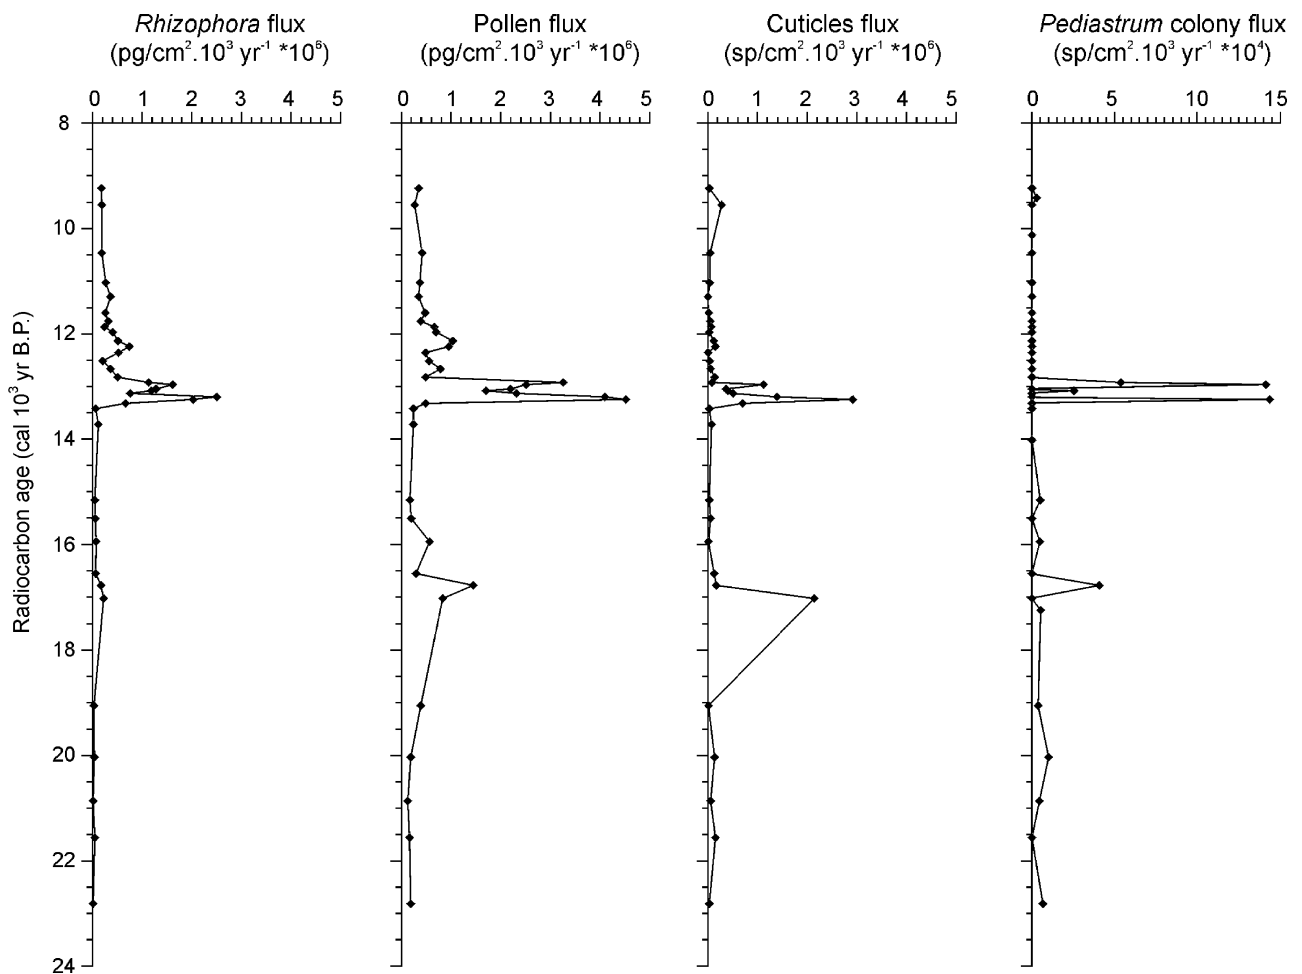 Rhizophora flux
(pg/cm².10³ yr⁻¹ *10⁶)
Pollen flux
(pg/cm².10³ yr⁻¹ *10⁶)
Cuticles flux
(sp/cm².10³ yr⁻¹ *10⁶)
Pediastrum colony flux
(sp/cm².10³ yr⁻¹ *10⁴)
0 1 2 3 4 5
0 1 2 3 4 5
0 1 2 3 4 5
0 5 10 15
8
10
12
14
16
18
20
22
24
Radiocarbon age (cal 10³ yr B.P.)